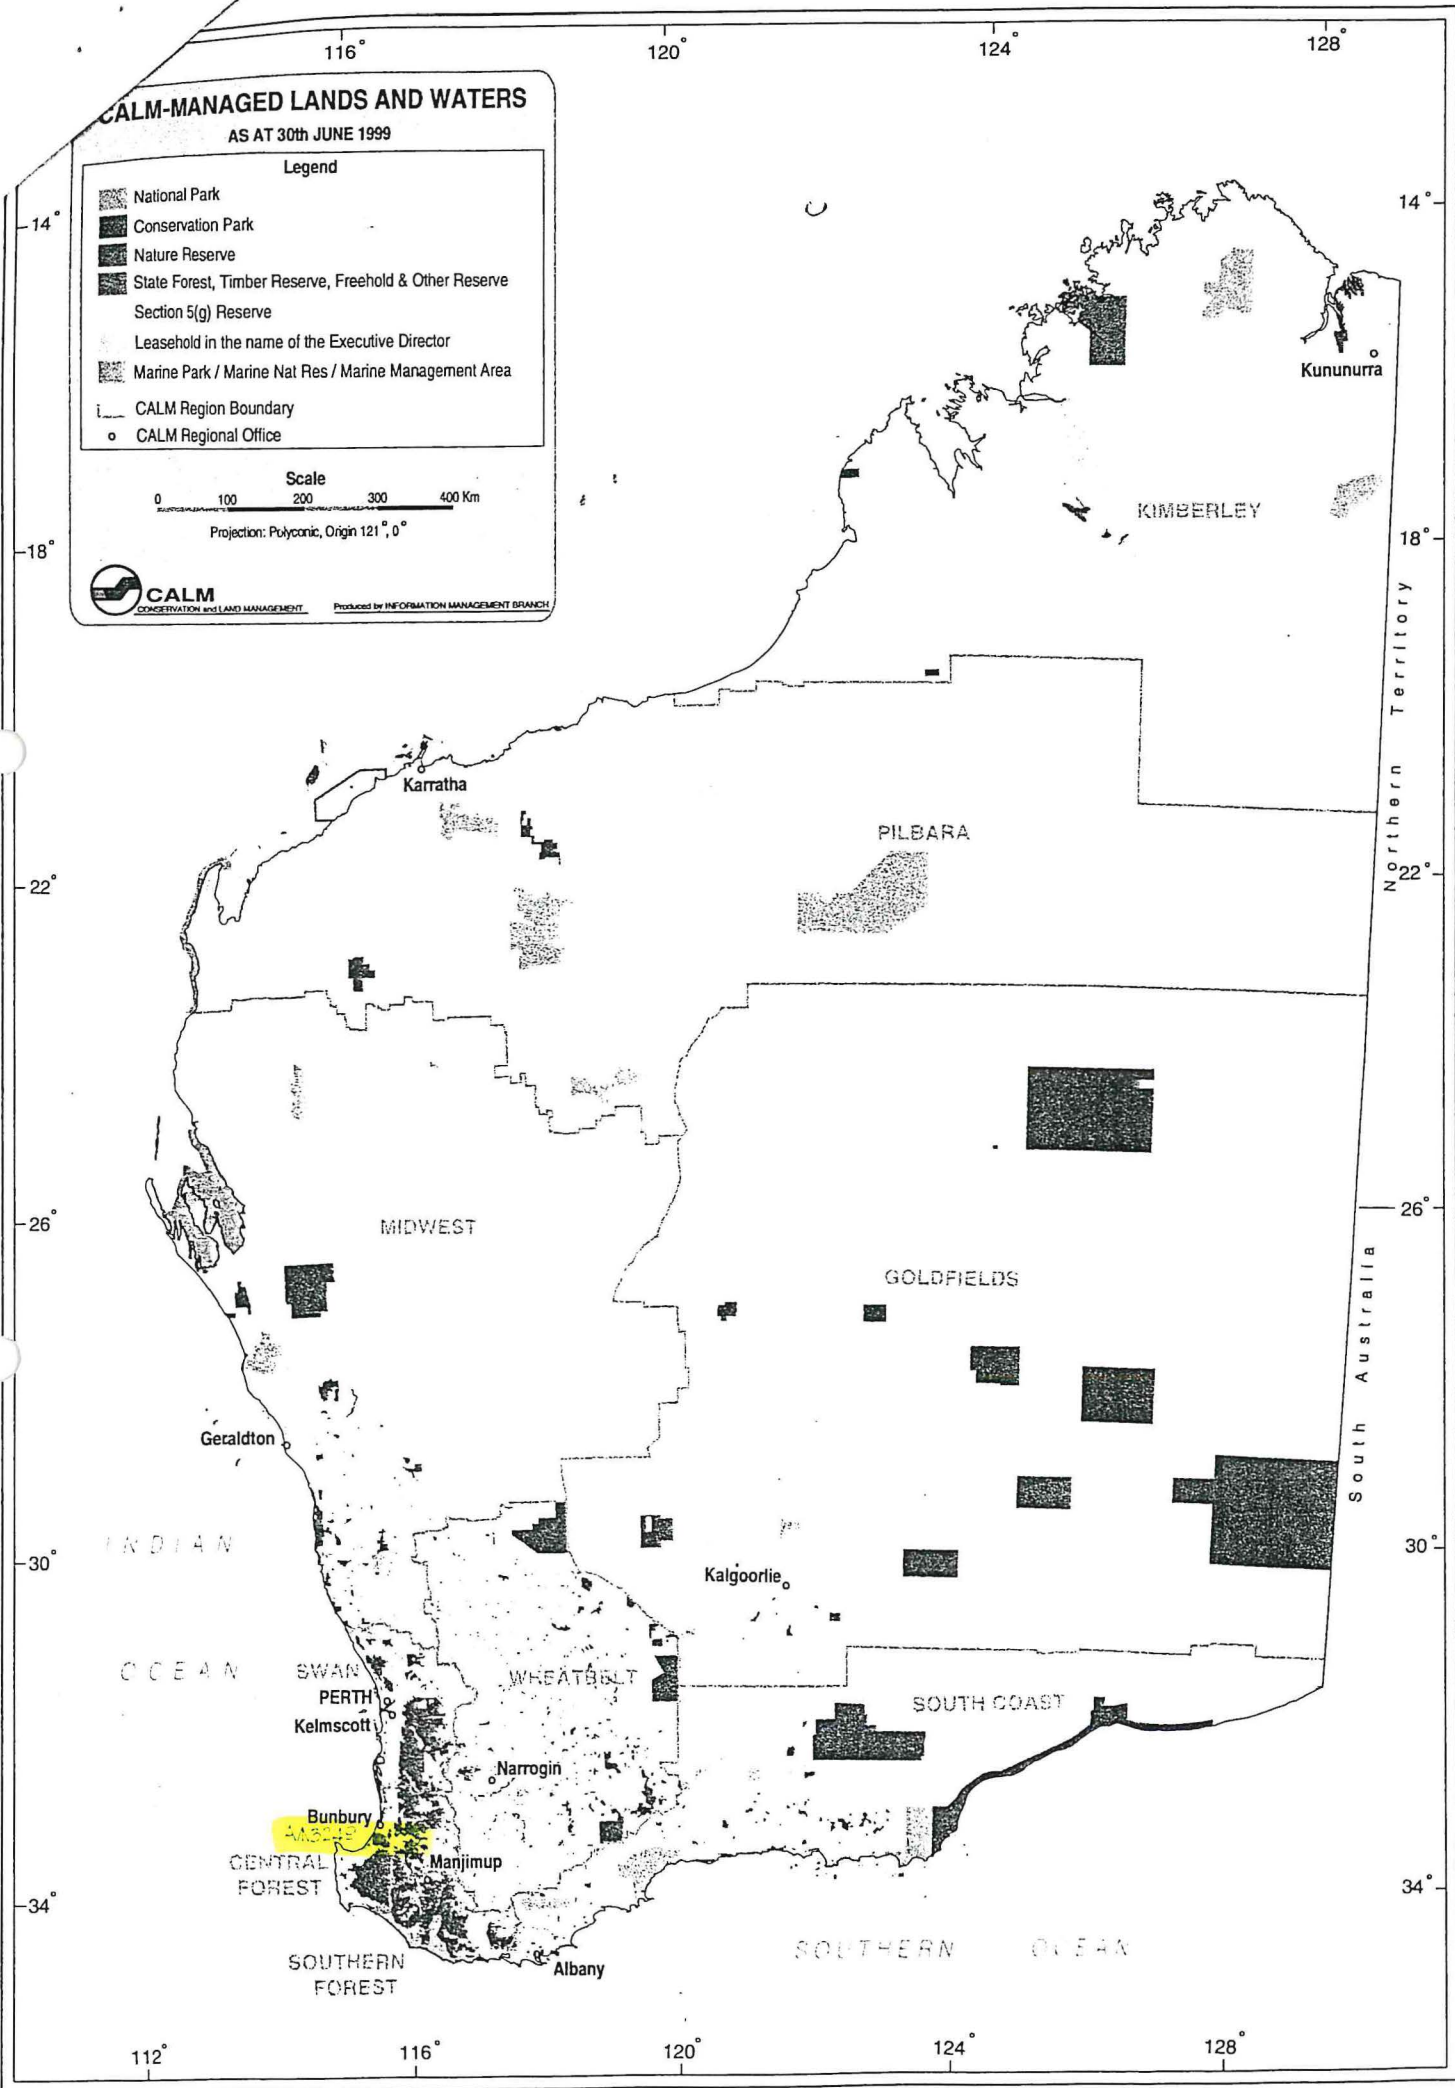 116° 120° 124° 128°
CALM-MANAGED LANDS AND WATERS
AS AT 30th JUNE 1999
Legend
National Park
Conservation Park
Nature Reserve
State Forest, Timber Reserve, Freehold & Other Reserve
Section 5(g) Reserve
Leasehold in the name of the Executive Director
Marine Park / Marine Nat Res / Marine Management Area
CALM Region Boundary
CALM Regional Office
Scale
0 100 200 300 400 Km
Projection: Polyconic, Origin 121°, 0°
CALM
CONSERVATION and LAND MANAGEMENT Produced by INFORMATION MANAGEMENT BRANCH
14° 14°
Kununurra
KIMBERLEY
18° 18°
Northern Territory
Karratha
PILBARA
22° 22°
26° 26°
MIDWEST
GOLDFIELDS
South Australia
Geraldton
INDIAN
30° 30°
Kalgoorlie
OCEAN
SWAN
WHEATBELT
PERTH
SOUTH COAST
Kelmscott
Narrogin
Bunbury
CENTRAL
FOREST
Manjimup
34° 34°
SOUTHERN OCEAN
SOUTHERN
FOREST
Albany
112° 116° 120° 124° 128°